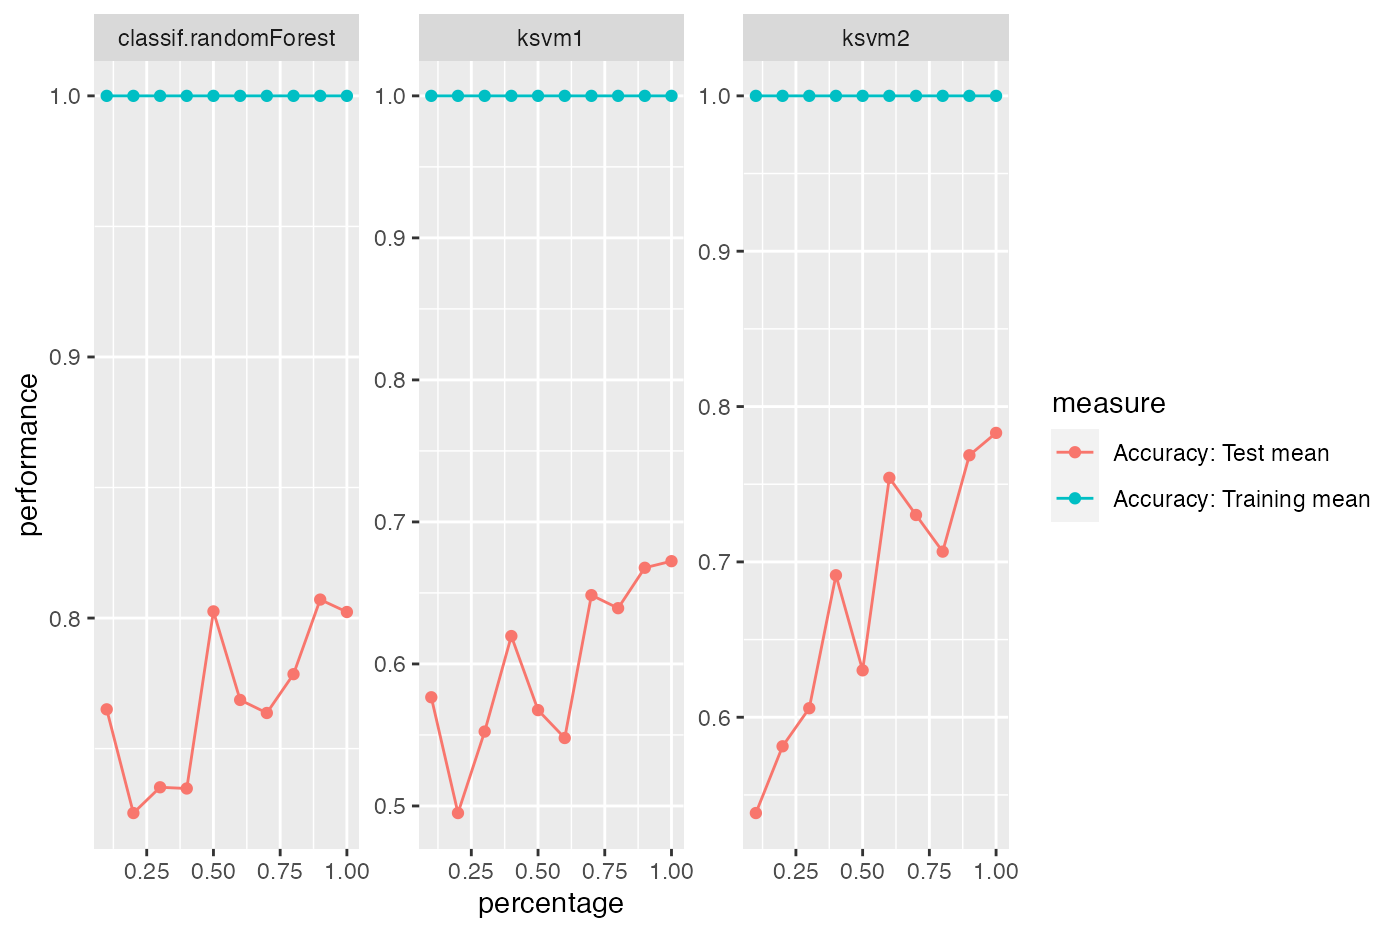 classif.randomForest
ksvm1
ksvm2
performance
1.0
0.9
0.8
1.0
0.9
0.8
0.7
0.6
0.5
1.0
0.9
0.8
0.7
0.6
0.25 0.50 0.75 1.00
0.25 0.50 0.75 1.00
0.25 0.50 0.75 1.00
percentage
measure
Accuracy: Test mean
Accuracy: Training mean